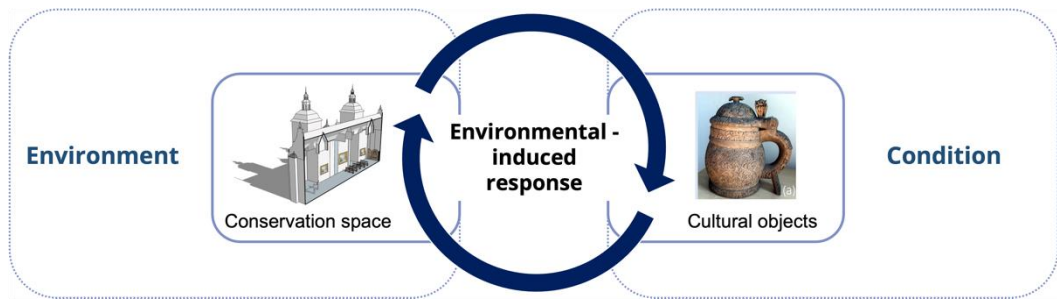 Environment
Conservation space
Environmental -
induced
response
(a)
Cultural objects
Condition